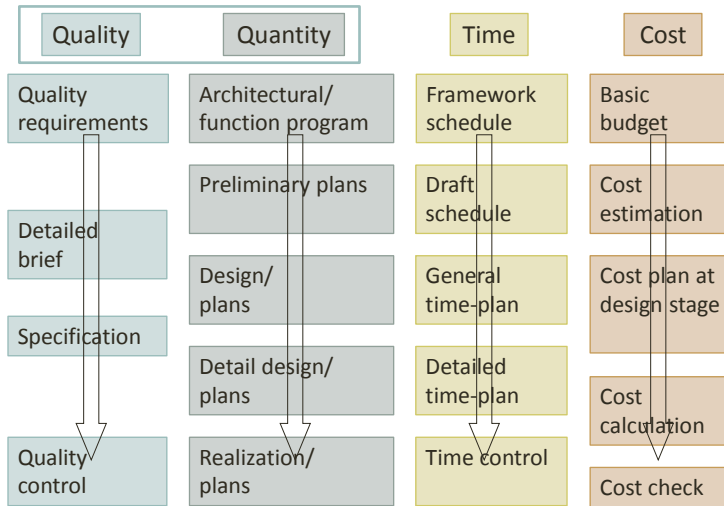 Quality
Quantity
Time
Cost
Quality
requirements
Detailed
brief
Specification
Quality
control
Architectural/
function program
Preliminary plans
Design/
plans
Detail design/
plans
Realization/
plans
Framework
schedule
Draft
schedule
General
time-plan
Detailed
time-plan
Time control
Basic
budget
Cost
estimation
Cost plan at
design stage
Cost
calculation
Cost check